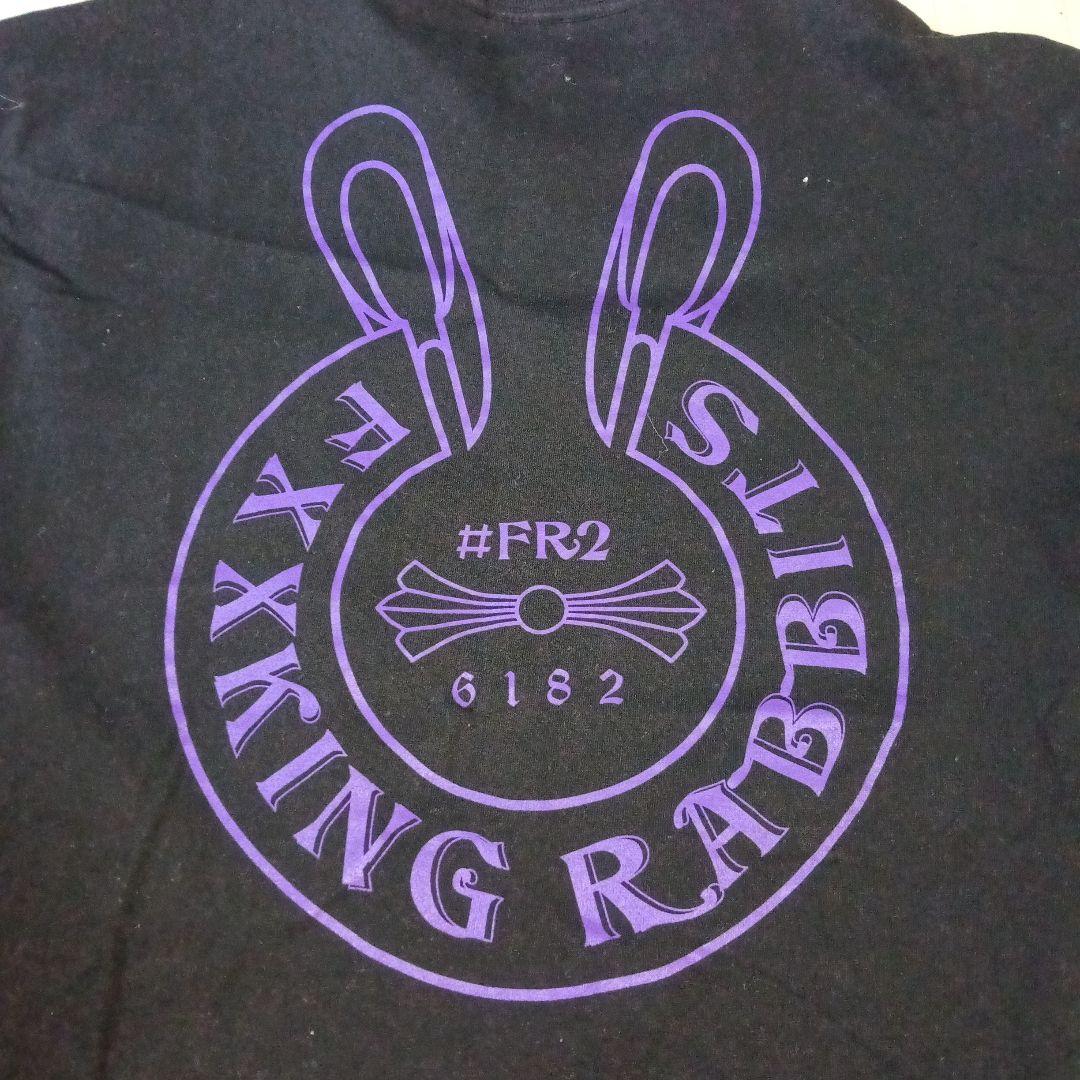 FXXKING RABBITS
#FR2
6182